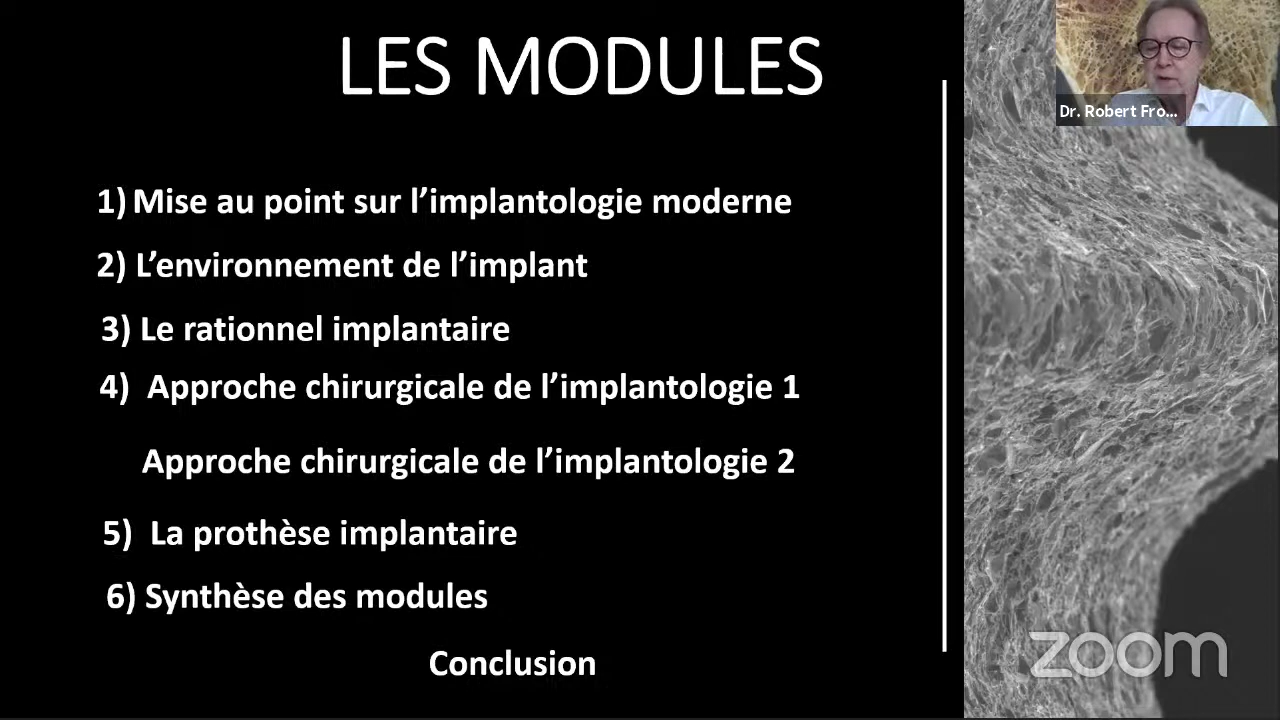 LES MODULES
Dr. Robert Fro...
1) Mise au point sur l’implantologie moderne
2) L’environnement de l’implant
3) Le rationnel implantaire
4) Approche chirurgicale de l’implantologie 1
Approche chirurgicale de l’implantologie 2
5) La prothèse implantaire
6) Synthèse des modules
Conclusion
zoom